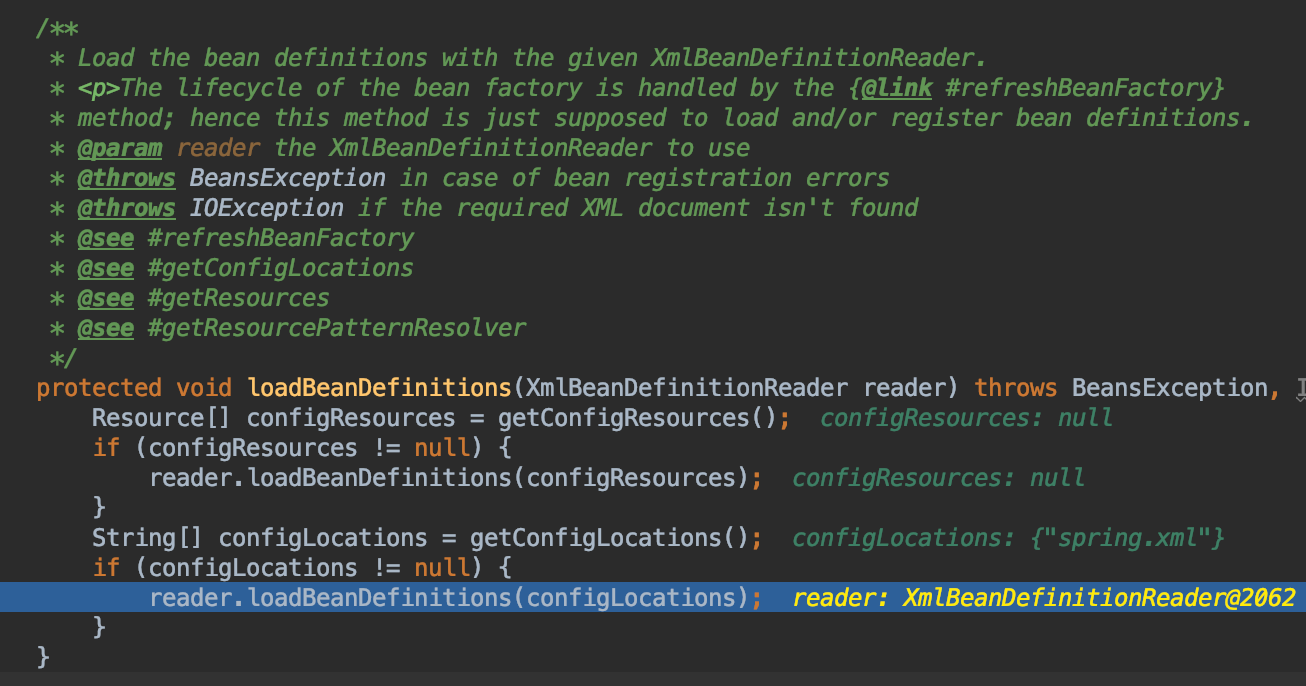 /**
 * Load the bean definitions with the given XmlBeanDefinitionReader.
 * <p>The lifecycle of the bean factory is handled by the {@link #refreshBeanFactory}
 * method; hence this method is just supposed to load and/or register bean definitions.
 * @param reader the XmlBeanDefinitionReader to use
 * @throws BeansException in case of bean registration errors
 * @throws IOException if the required XML document isn't found
 * @see #refreshBeanFactory
 * @see #getConfigLocations
 * @see #getResources
 * @see #getResourcePatternResolver
 */
protected void loadBeanDefinitions(XmlBeanDefinitionReader reader) throws BeansException,
    Resource[] configResources = getConfigResources();  configResources: null
    if (configResources != null) {
        reader.loadBeanDefinitions(configResources);  configResources: null
    }
    String[] configLocations = getConfigLocations();  configLocations: {"spring.xml"}
    if (configLocations != null) {
        reader.loadBeanDefinitions(configLocations);  reader: XmlBeanDefinitionReader@2062
    }
}